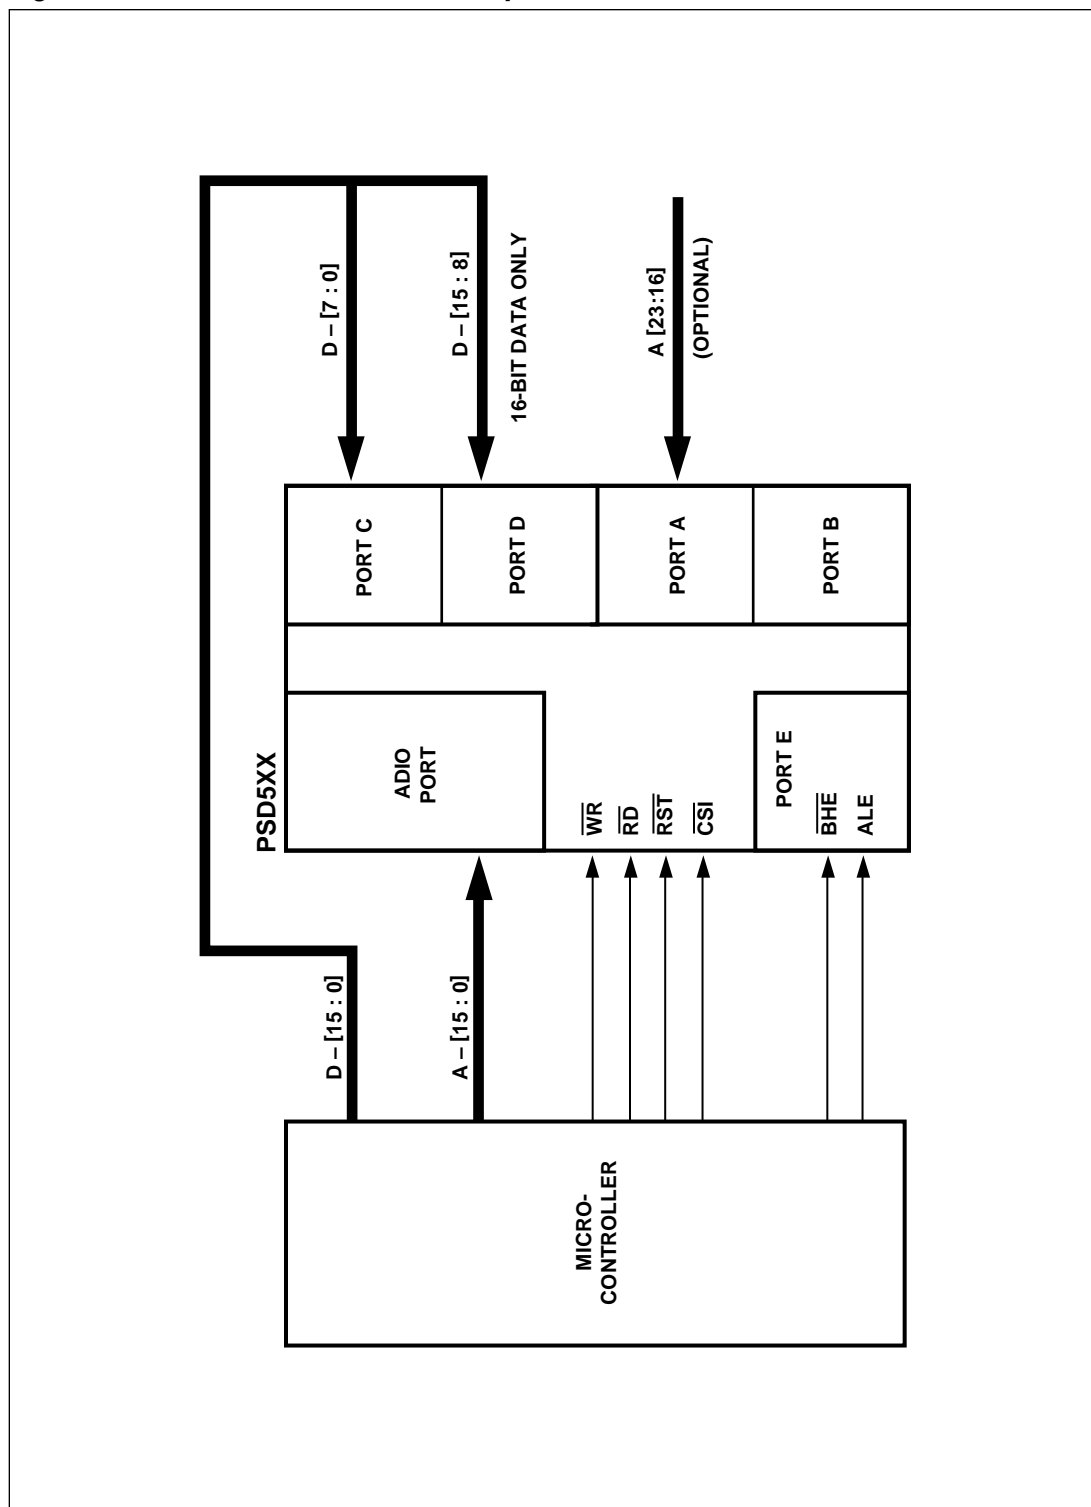 PSD5XX
MICRO-
CONTROLLER
D – [15 : 0]
A – [15 : 0]
ADIO
PORT
WR
RD
RST
CSI
PORT E
BHE
ALE
PORT C
PORT D
PORT A
PORT B
D – [7 : 0]
D – [15 : 8]
16-BIT DATA ONLY
A [23:16]
(OPTIONAL)